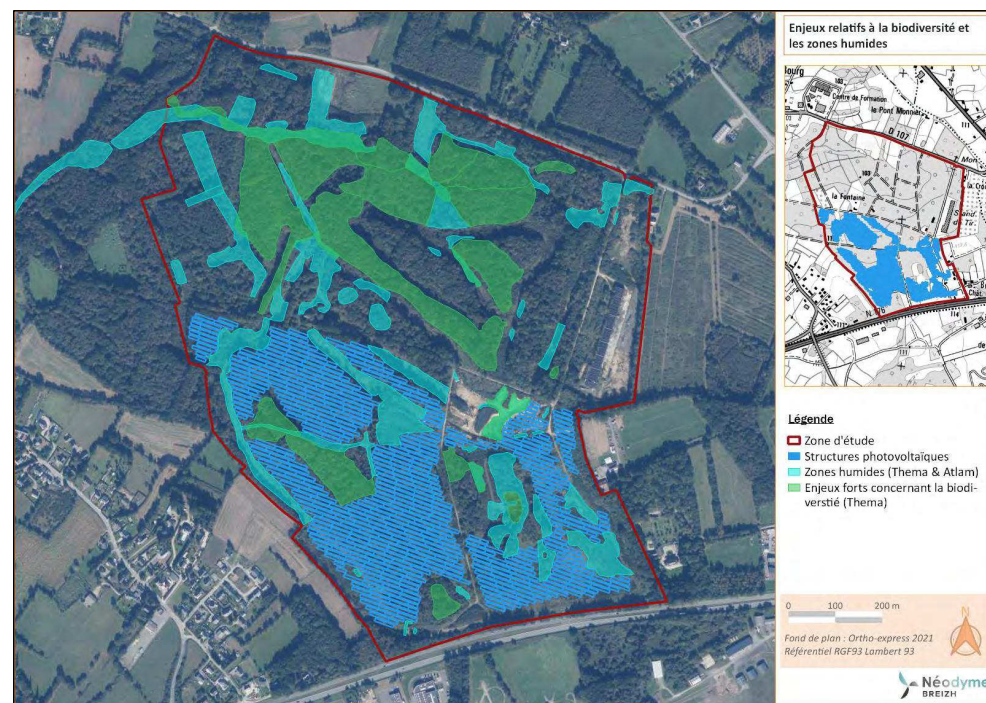 Enjeux relatifs à la biodiversité et
les zones humides
Centre de Formation
le Pont Monnier
D 107
la Fontaine
Légende
Zone d'étude
Structures photovoltaïques
Zones humides (Thema & Atlam)
Enjeux forts concernant la biodi-
verstié (Thema)
0 100 200 m
N
Fond de plan : Ortho-express 2021
Référentiel RGF93 Lambert 93
Néodyme
BREIZH